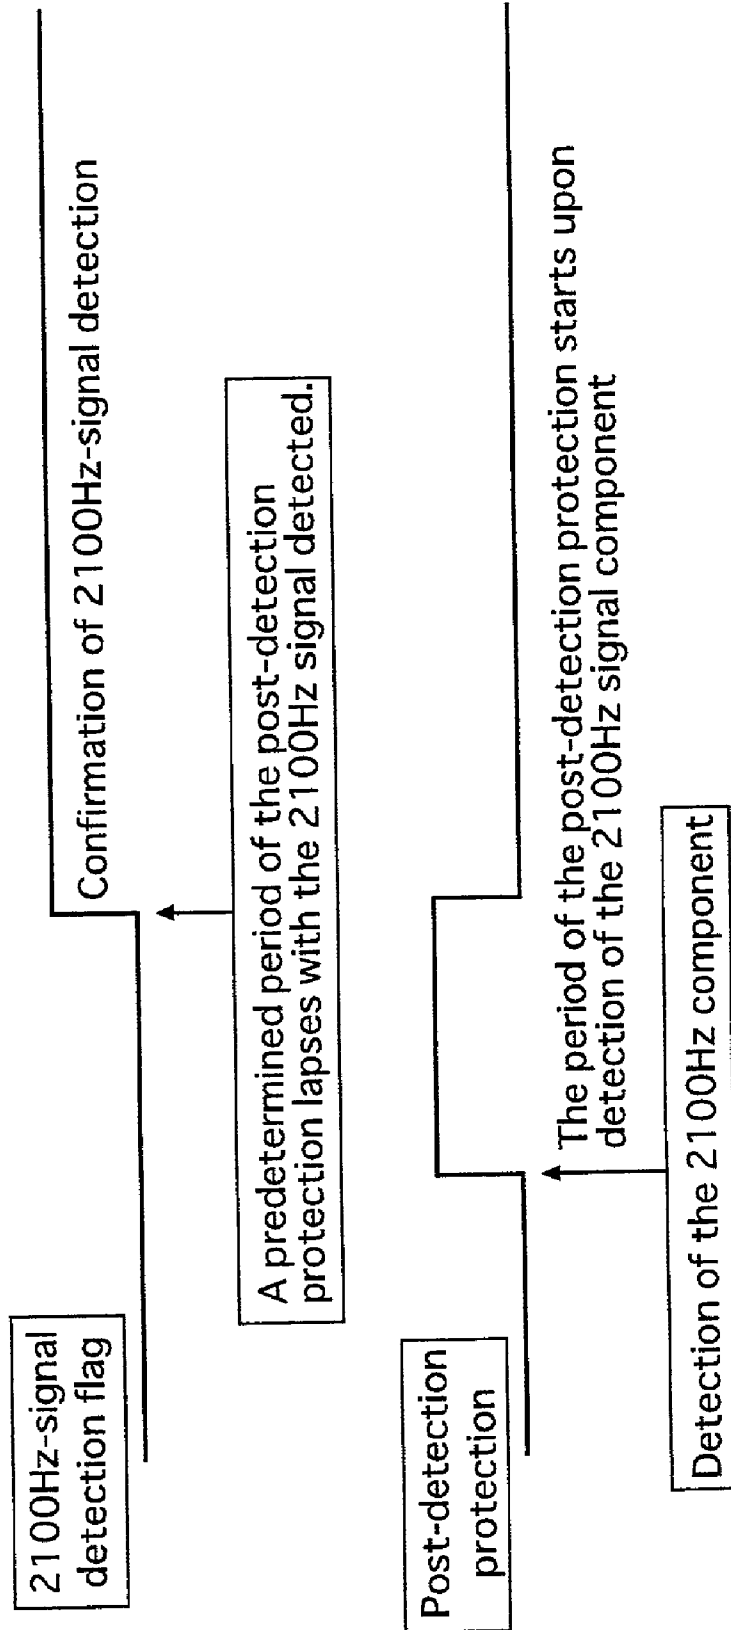 2100Hz-signal
detection flag
Confirmation of 2100Hz-signal detection
A predetermined period of the post-detection
protection lapses with the 2100Hz signal detected.
Post-detection
protection
The period of the post-detection protection starts upon
detection of the 2100Hz signal component
Detection of the 2100Hz component